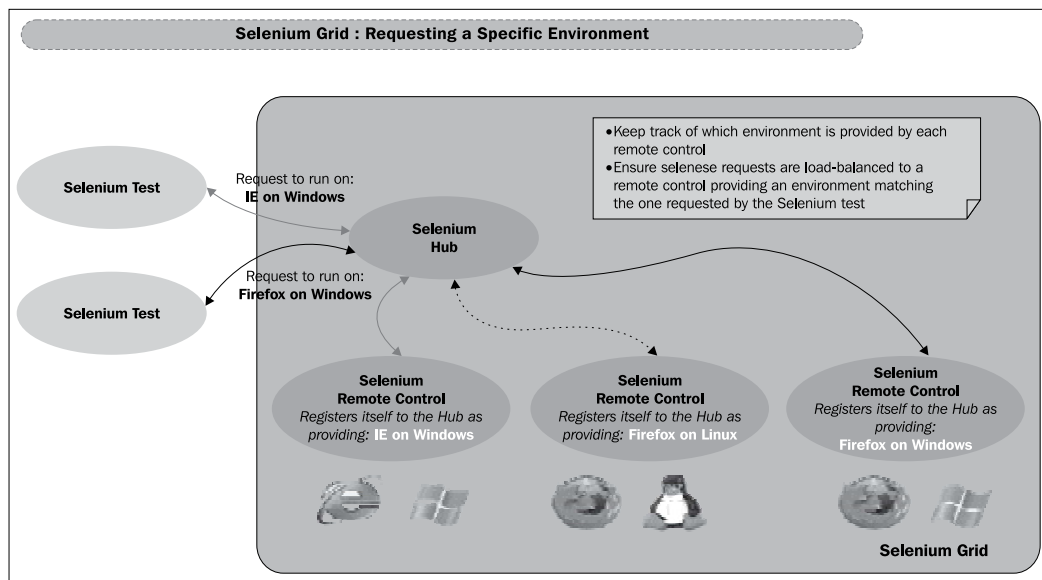 Selenium Grid : Requesting a Specific Environment
•Keep track of which environment is provided by each
remote control
•Ensure selenese requests are load-balanced to a
remote control providing an environment matching
the one requested by the Selenium test
Selenium Test
Request to run on:
IE on Windows
Selenium
Hub
Request to run on:
Firefox on Windows
Selenium Test
Selenium
Remote Control
Registers itself to the Hub as
providing: IE on Windows
Selenium
Remote Control
Registers itself to the Hub as
providing: Firefox on Linux
Selenium
Remote Control
Registers itself to the Hub as
providing:
Firefox on Windows
Selenium Grid